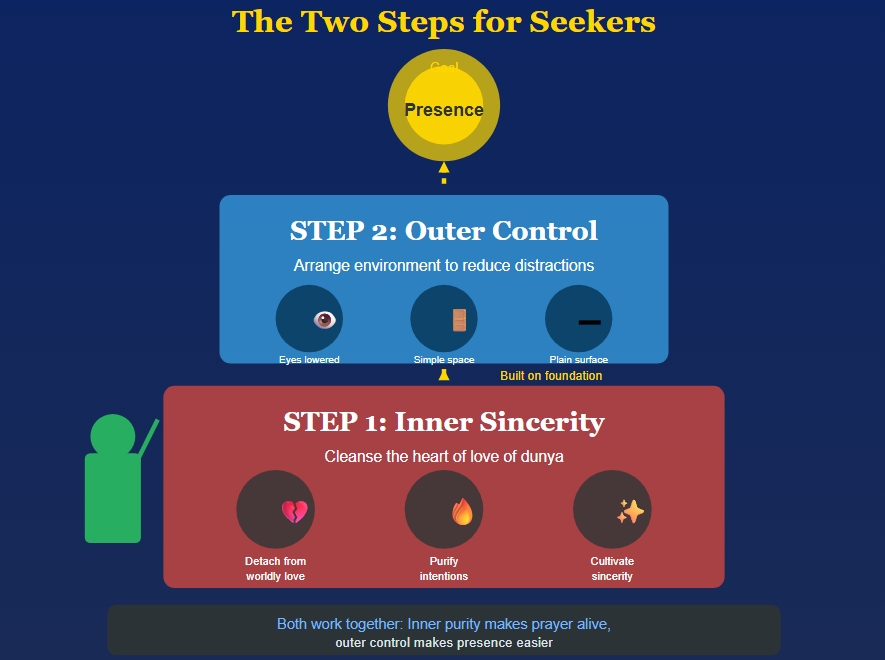 The Two Steps for Seekers
Goal
Presence
STEP 2: Outer Control
Arrange environment to reduce distractions
Eyes lowered
Simple space
Plain surface
Built on foundation
STEP 1: Inner Sincerity
Cleanse the heart of love of dunya
Detach from
worldly love
Purify
intentions
Cultivate
sincerity
Both work together: Inner purity makes prayer alive,
outer control makes presence easier